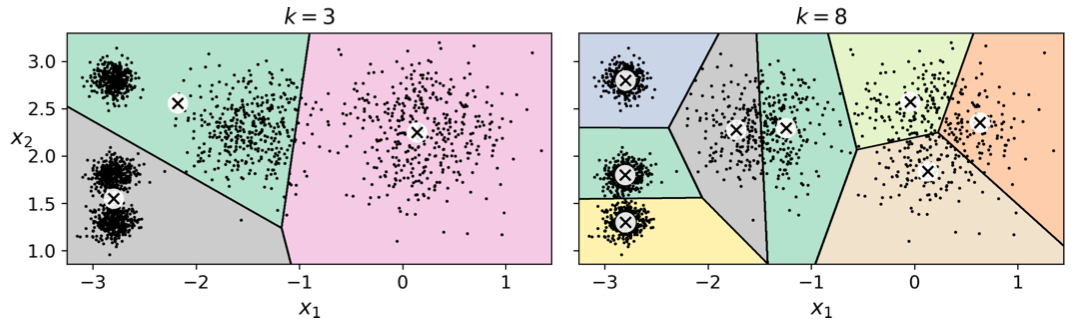 k = 3
k = 8
x₂
3.0
2.5
2.0
1.5
1.0
−3 −2 −1 0 1
−3 −2 −1 0 1
x₁
x₁